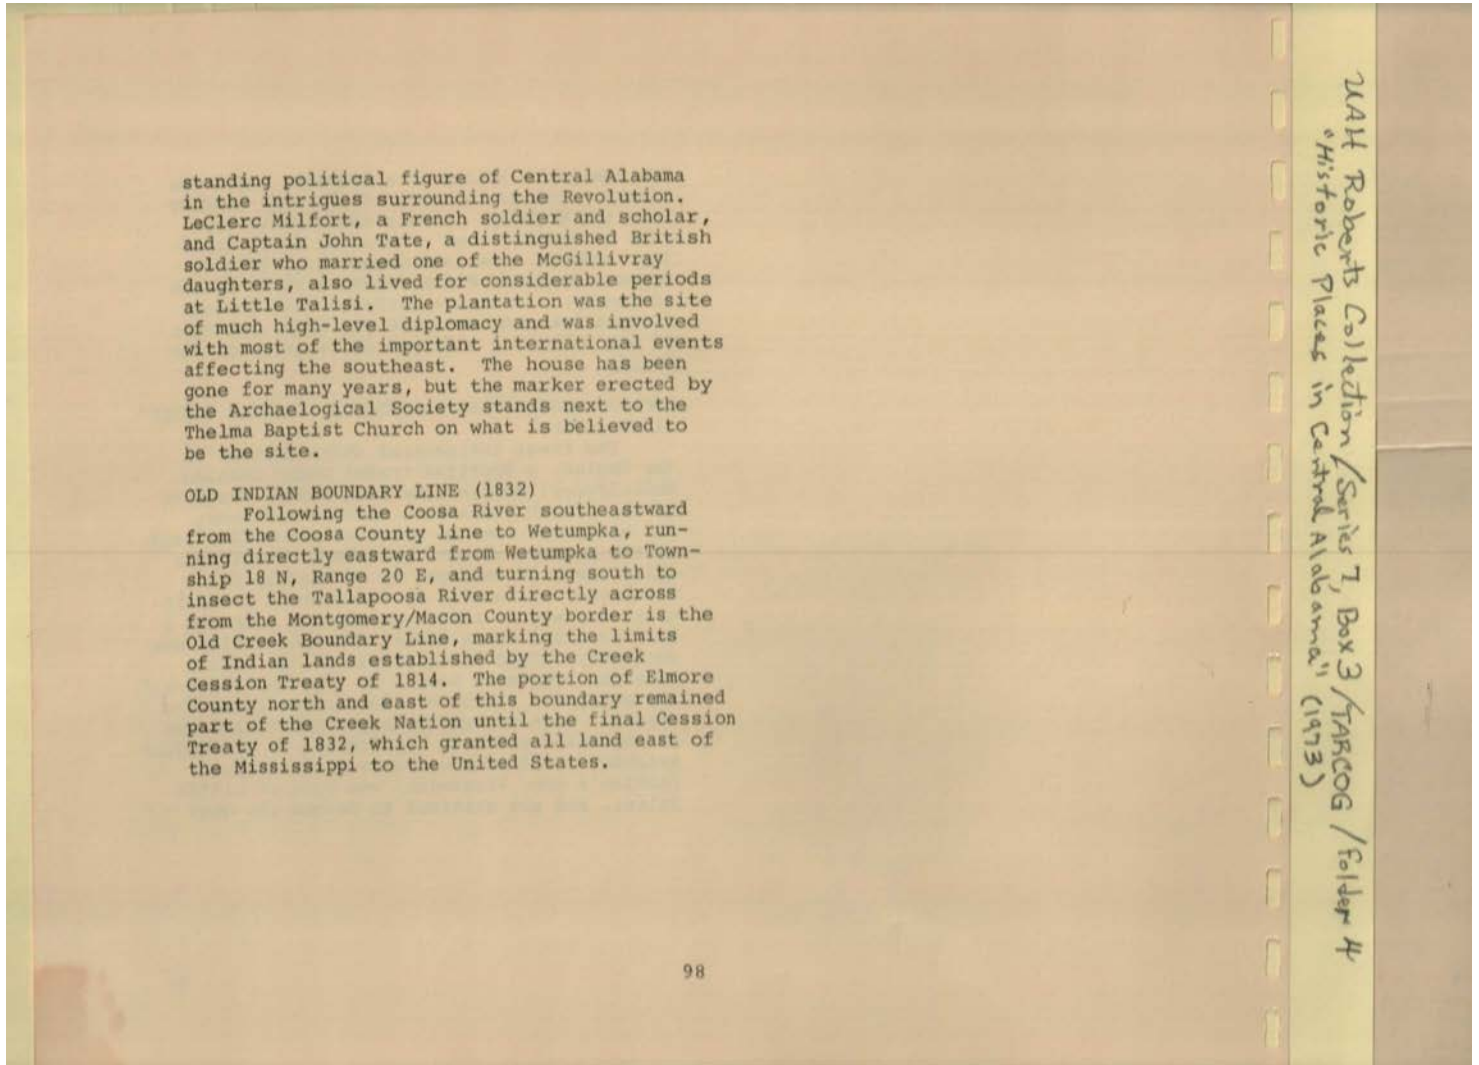 standing political figure of Central Alabama
in the intrigues surrounding the Revolution.
LeClerc Milfort, a French soldier and scholar,
and Captain John Tate, a distinguished British
soldier who married one of the McGillivray
daughters, also lived for considerable periods
at Little Talisi. The plantation was the site
of much high-level diplomacy and was involved
with most of the important international events
affecting the southeast. The house has been
gone for many years, but the marker erected by
the Archaelogical Society stands next to the
Thelma Baptist Church on what is believed to
be the site.
OLD INDIAN BOUNDARY LINE (1832)
Following the Coosa River southeastward
from the Coosa County line to Wetumpka, run-
ning directly eastward from Wetumpka to Town-
ship 18 N, Range 20 E, and turning south to
insect the Tallapoosa River directly across
from the Montgomery/Macon County border is the
Old Creek Boundary Line, marking the limits
of Indian lands established by the Creek
Cession Treaty of 1814. The portion of Elmore
County north and east of this boundary remained
part of the Creek Nation until the final Cession
Treaty of 1832, which granted all land east of
the Mississippi to the United States.
98
UAH Roberts Collection/Series 7, Box 3/TARCOG/Folder 4
"Historic Places in Central Alabama" (1973)